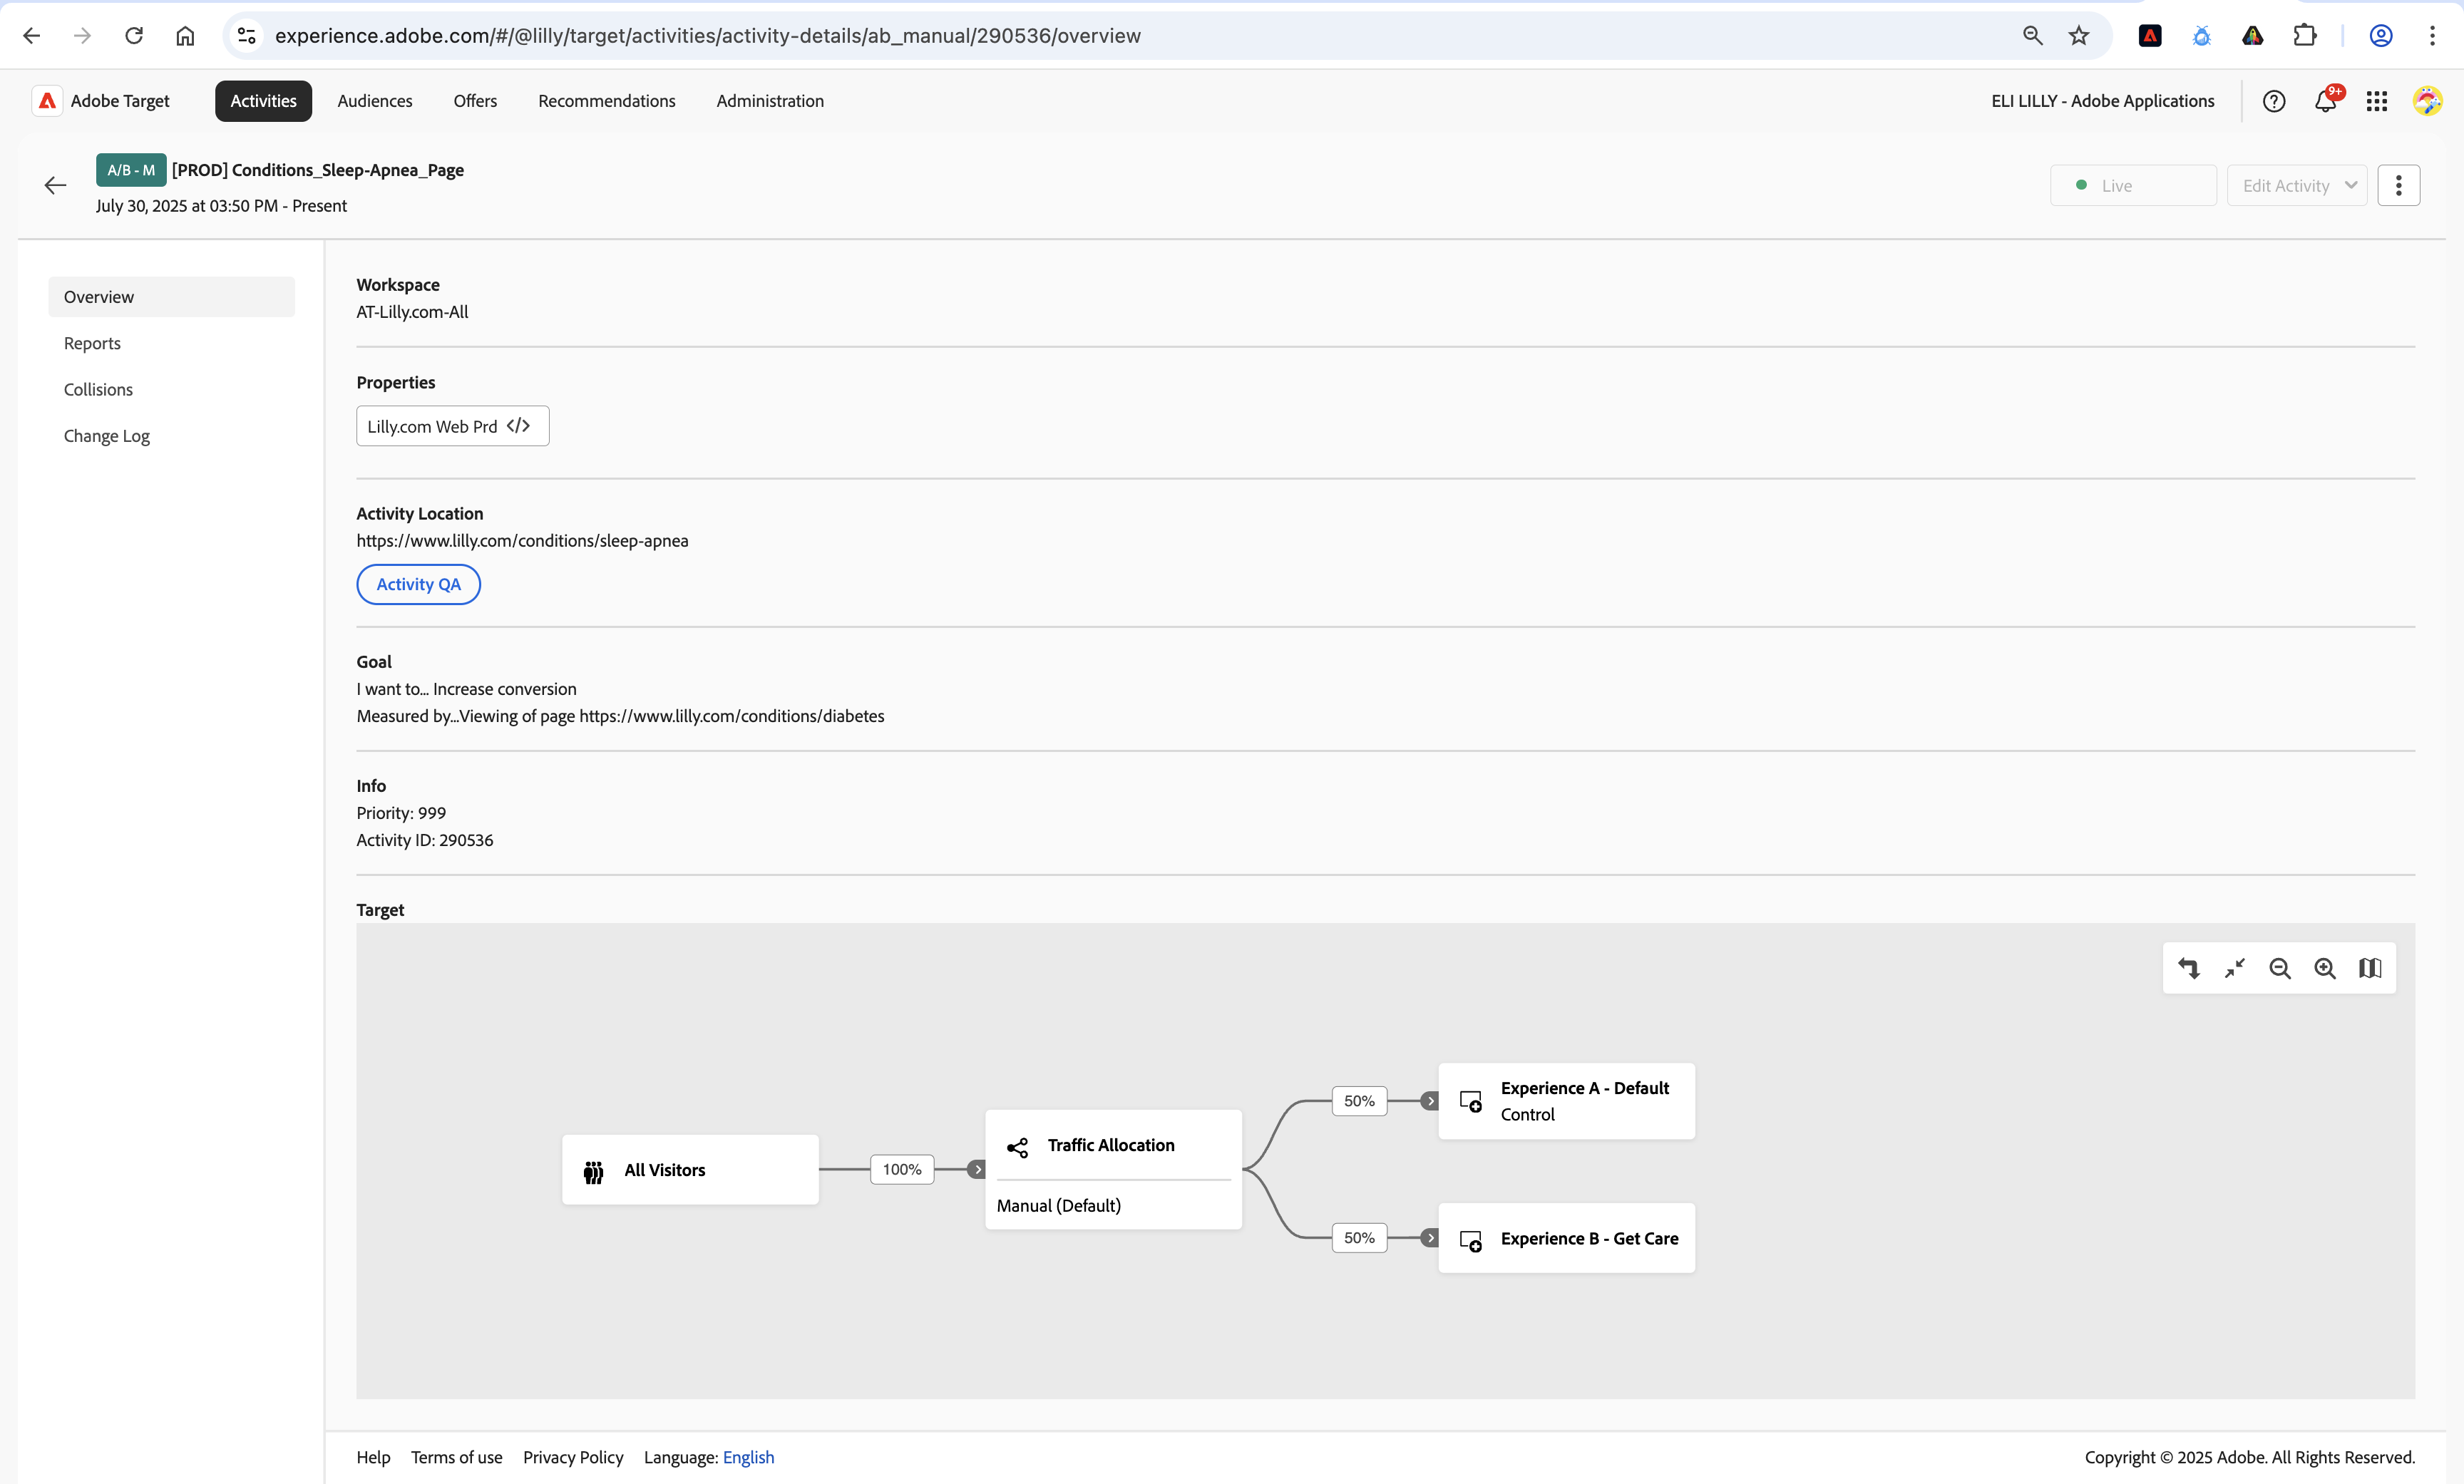 experience.adobe.com/#/@lilly/target/activities/activity-details/ab_manual/290536/overview
Adobe Target
Activities
Audiences
Offers
Recommendations
Administration
ELI LILLY - Adobe Applications
9+
A/B - M
[PROD] Conditions_Sleep-Apnea_Page
July 30, 2025 at 03:50 PM - Present
Live
Edit Activity
Overview
Reports
Collisions
Change Log
Workspace
AT-Lilly.com-All
Properties
Lilly.com Web Prd </>
Activity Location
https://www.lilly.com/conditions/sleep-apnea
Activity QA
Goal
I want to... Increase conversion
Measured by...Viewing of page https://www.lilly.com/conditions/diabetes
Info
Priority: 999
Activity ID: 290536
Target
All Visitors
100%
Traffic Allocation
Manual (Default)
50%
Experience A - Default
Control
50%
Experience B - Get Care
Help
Terms of use
Privacy Policy
Language: English
Copyright © 2025 Adobe. All Rights Reserved.